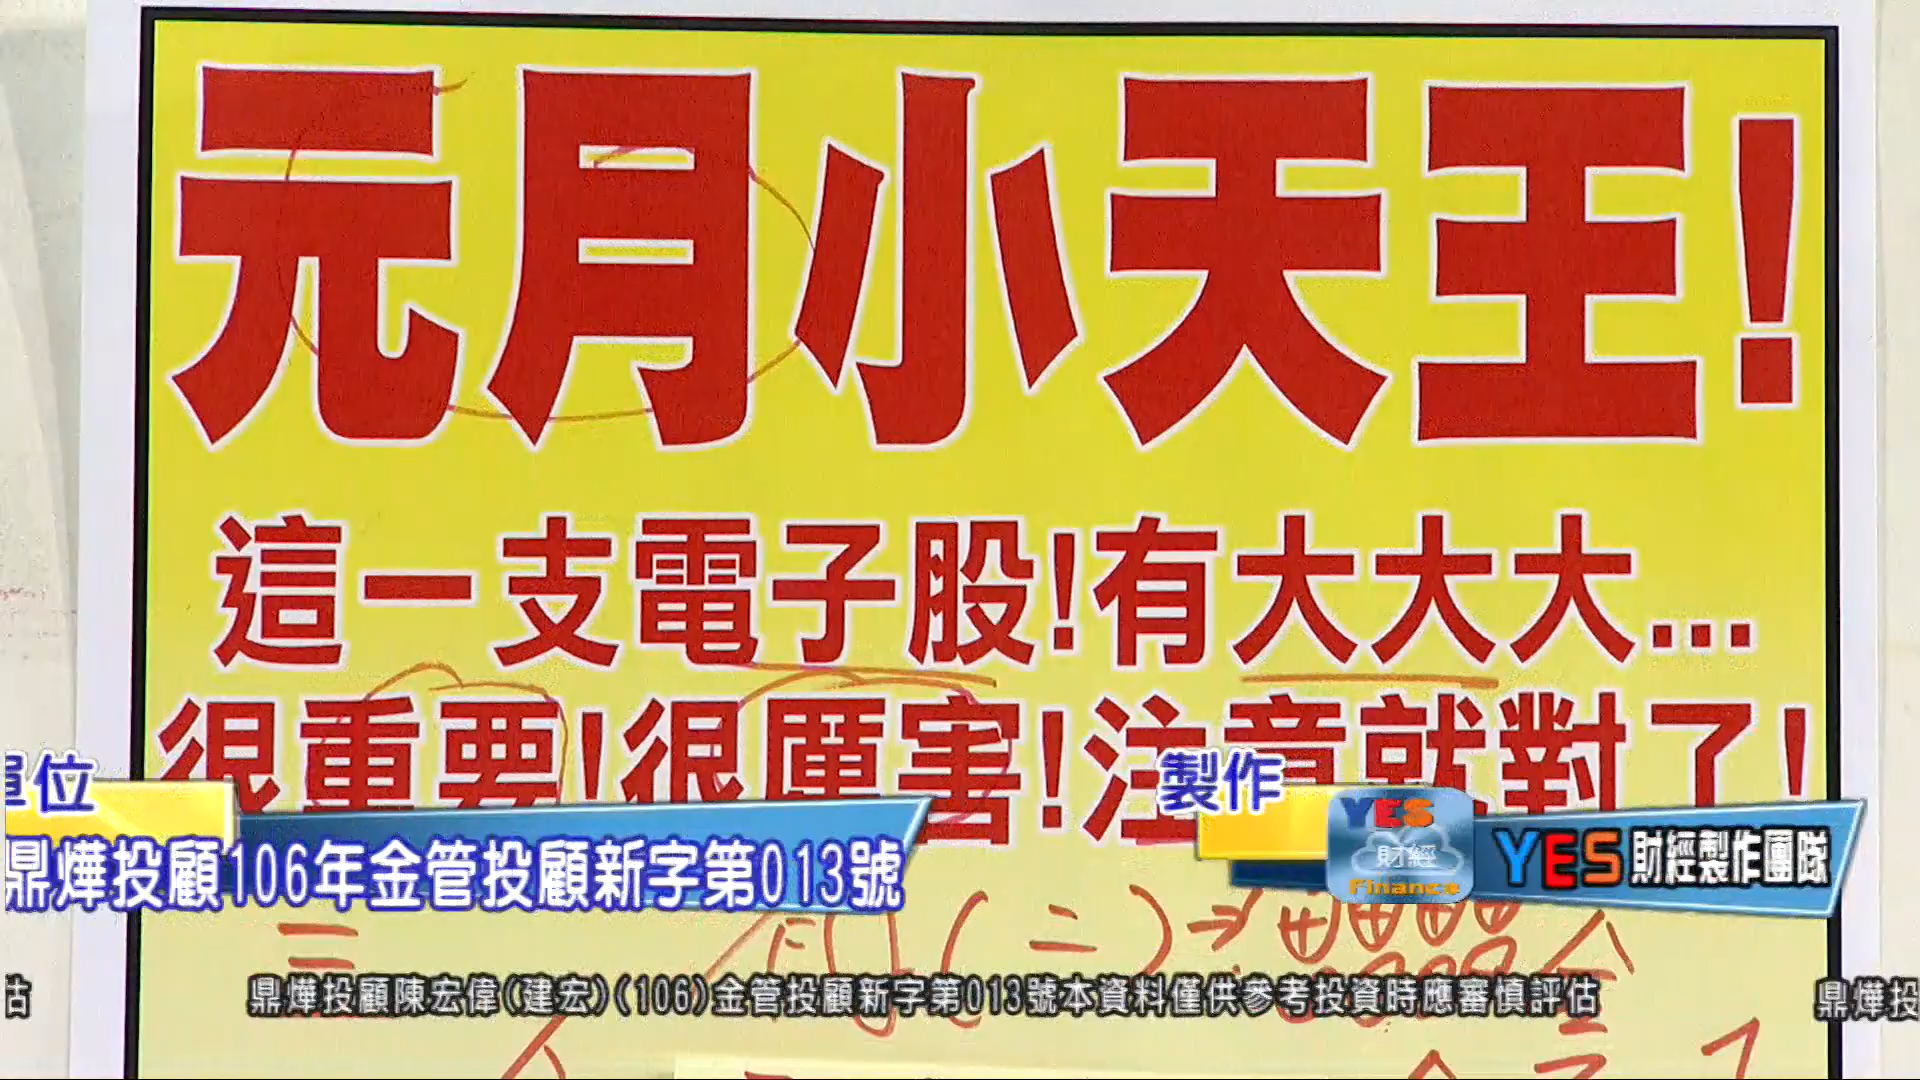 元月小天王!
這一支電子股!有大大大...
很重要!很厲害!注意就對了!
單位
製作
鼎燁投顧106年金管投顧新字第013號
YES
財經
Finance
YES財經製作團隊
(二)
估
鼎燁投顧陳宏偉(建宏)(106)金管投顧新字第013號本資料僅供參考投資時應審慎評估
鼎燁投